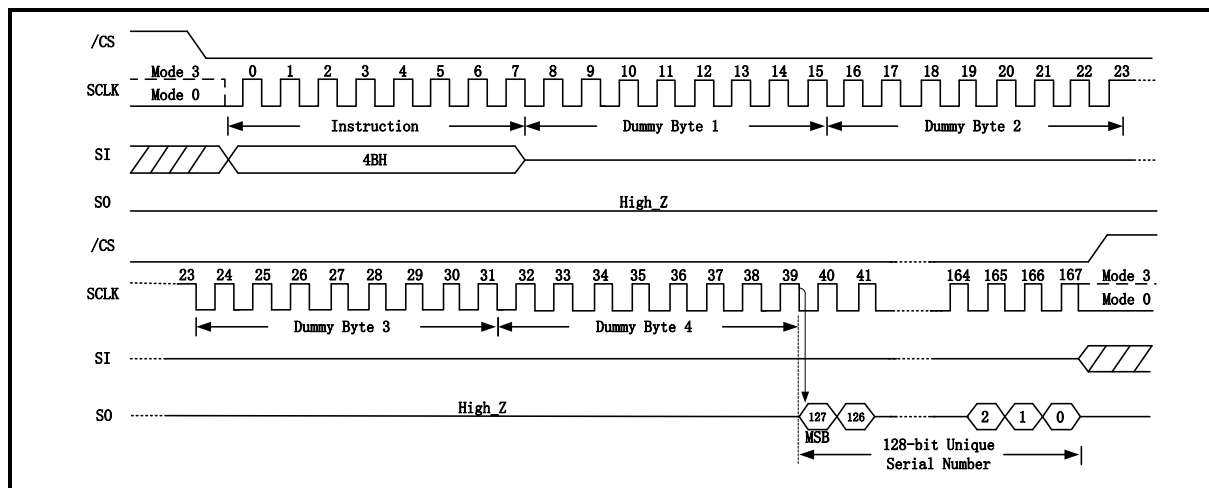 /CS
Mode 3 0 1 2 3 4 5 6 7 8 9 10 11 12 13 14 15 16 17 18 19 20 21 22 23
SCLK
Mode 0
Instruction Dummy Byte 1 Dummy Byte 2
SI
4BH
SO
High_Z
/CS
23 24 25 26 27 28 29 30 31 32 33 34 35 36 37 38 39 40 41 164 165 166 167 Mode 3
SCLK
Mode 0
Dummy Byte 3 Dummy Byte 4
SI
SO
High_Z
127 126 2 1 0
MSB
128-bit Unique
Serial Number